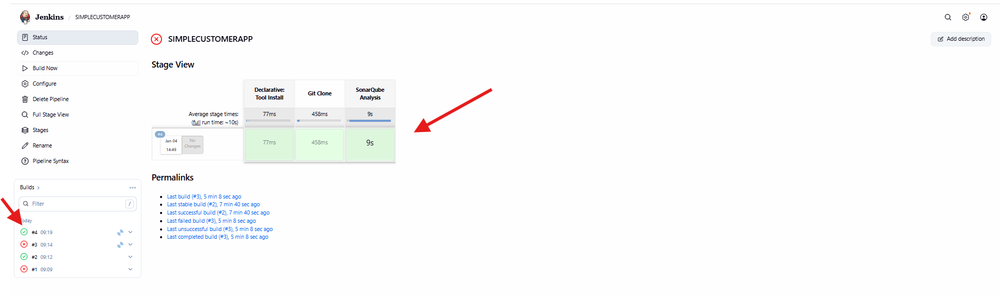 Jenkins / SIMPLECUSTOMERAPP
Status
Changes
Build Now
Configure
Delete Pipeline
Full Stage View
Stages
Rename
Pipeline Syntax
Builds
Filter /
Today
#4 09:19
#3 09:14
#2 09:12
#1 09:09
SIMPLECUSTOMERAPP
Add description
Stage View
Declarative: Tool Install
Git Clone
SonarQube Analysis
Average stage times:
(full run time: ~10s)
77ms 458ms 9s
#4
Jan 04
14:49
No Changes
77ms 458ms 9s
Permalinks
Last build (#3), 5 min 8 sec ago
Last stable build (#2), 7 min 40 sec ago
Last successful build (#2), 7 min 40 sec ago
Last failed build (#3), 5 min 8 sec ago
Last unsuccessful build (#3), 5 min 8 sec ago
Last completed build (#3), 5 min 8 sec ago